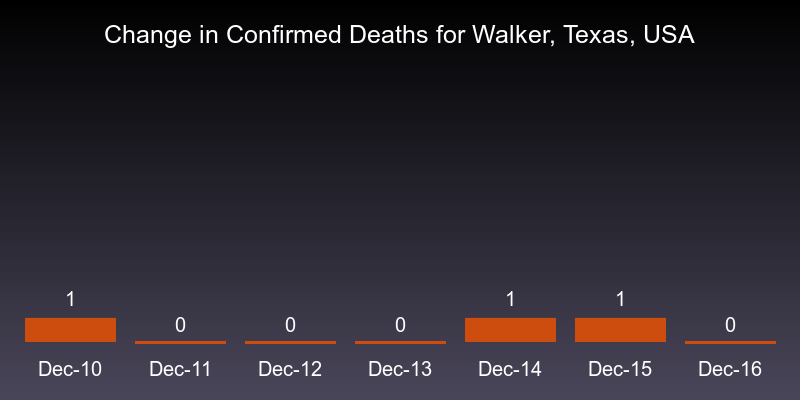 Change in Confirmed Deaths for Walker, Texas, USA
1 0 0 0 1 1 0
Dec-10 Dec-11 Dec-12 Dec-13 Dec-14 Dec-15 Dec-16